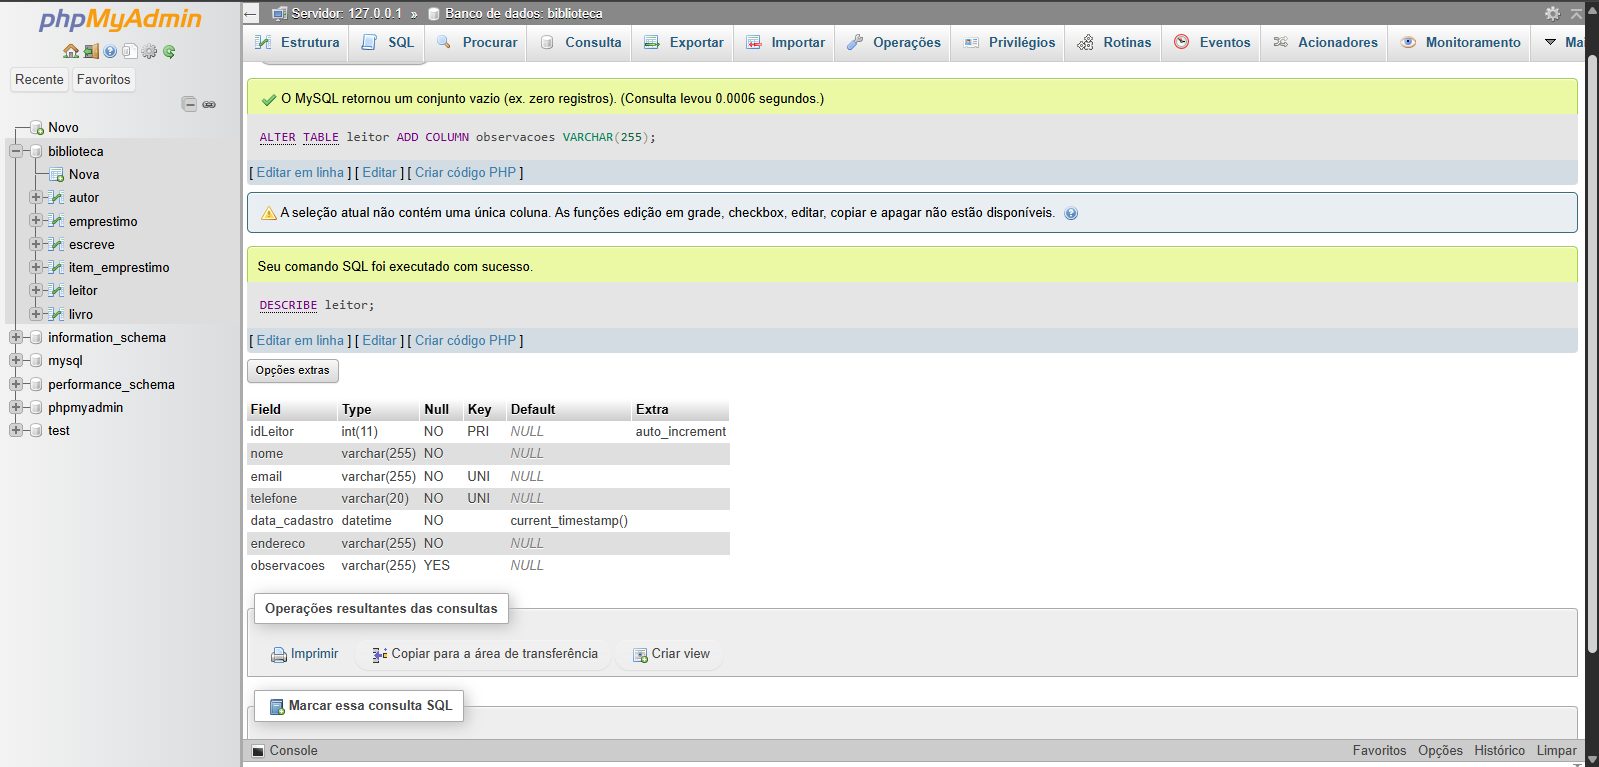 phpMyAdmin
Recente Favoritos
Novo
biblioteca
Nova
autor
emprestimo
escreve
item_emprestimo
leitor
livro
information_schema
mysql
performance_schema
phpmyadmin
test
Servidor: 127.0.0.1 » Banco de dados: biblioteca
Estrutura SQL Procurar Consulta Exportar Importar Operações Privilégios Rotinas Eventos Acionadores Monitoramento Mai
O MySQL retornou um conjunto vazio (ex. zero registros). (Consulta levou 0.0006 segundos.)
ALTER TABLE leitor ADD COLUMN observacoes VARCHAR(255);
[ Editar em linha ] [ Editar ] [ Criar código PHP ]
A seleção atual não contém uma única coluna. As funções edição em grade, checkbox, editar, copiar e apagar não estão disponíveis.
Seu comando SQL foi executado com sucesso.
DESCRIBE leitor;
[ Editar em linha ] [ Editar ] [ Criar código PHP ]
Opções extras
Field Type Null Key Default Extra
idLeitor int(11) NO PRI NULL auto_increment
nome varchar(255) NO NULL
email varchar(255) NO UNI NULL
telefone varchar(20) NO UNI NULL
data_cadastro datetime NO current_timestamp()
endereco varchar(255) NO NULL
observacoes varchar(255) YES NULL
Operações resultantes das consultas
Imprimir Copiar para a área de transferência Criar view
Marcar essa consulta SQL
Console Favoritos Opções Histórico Limpar